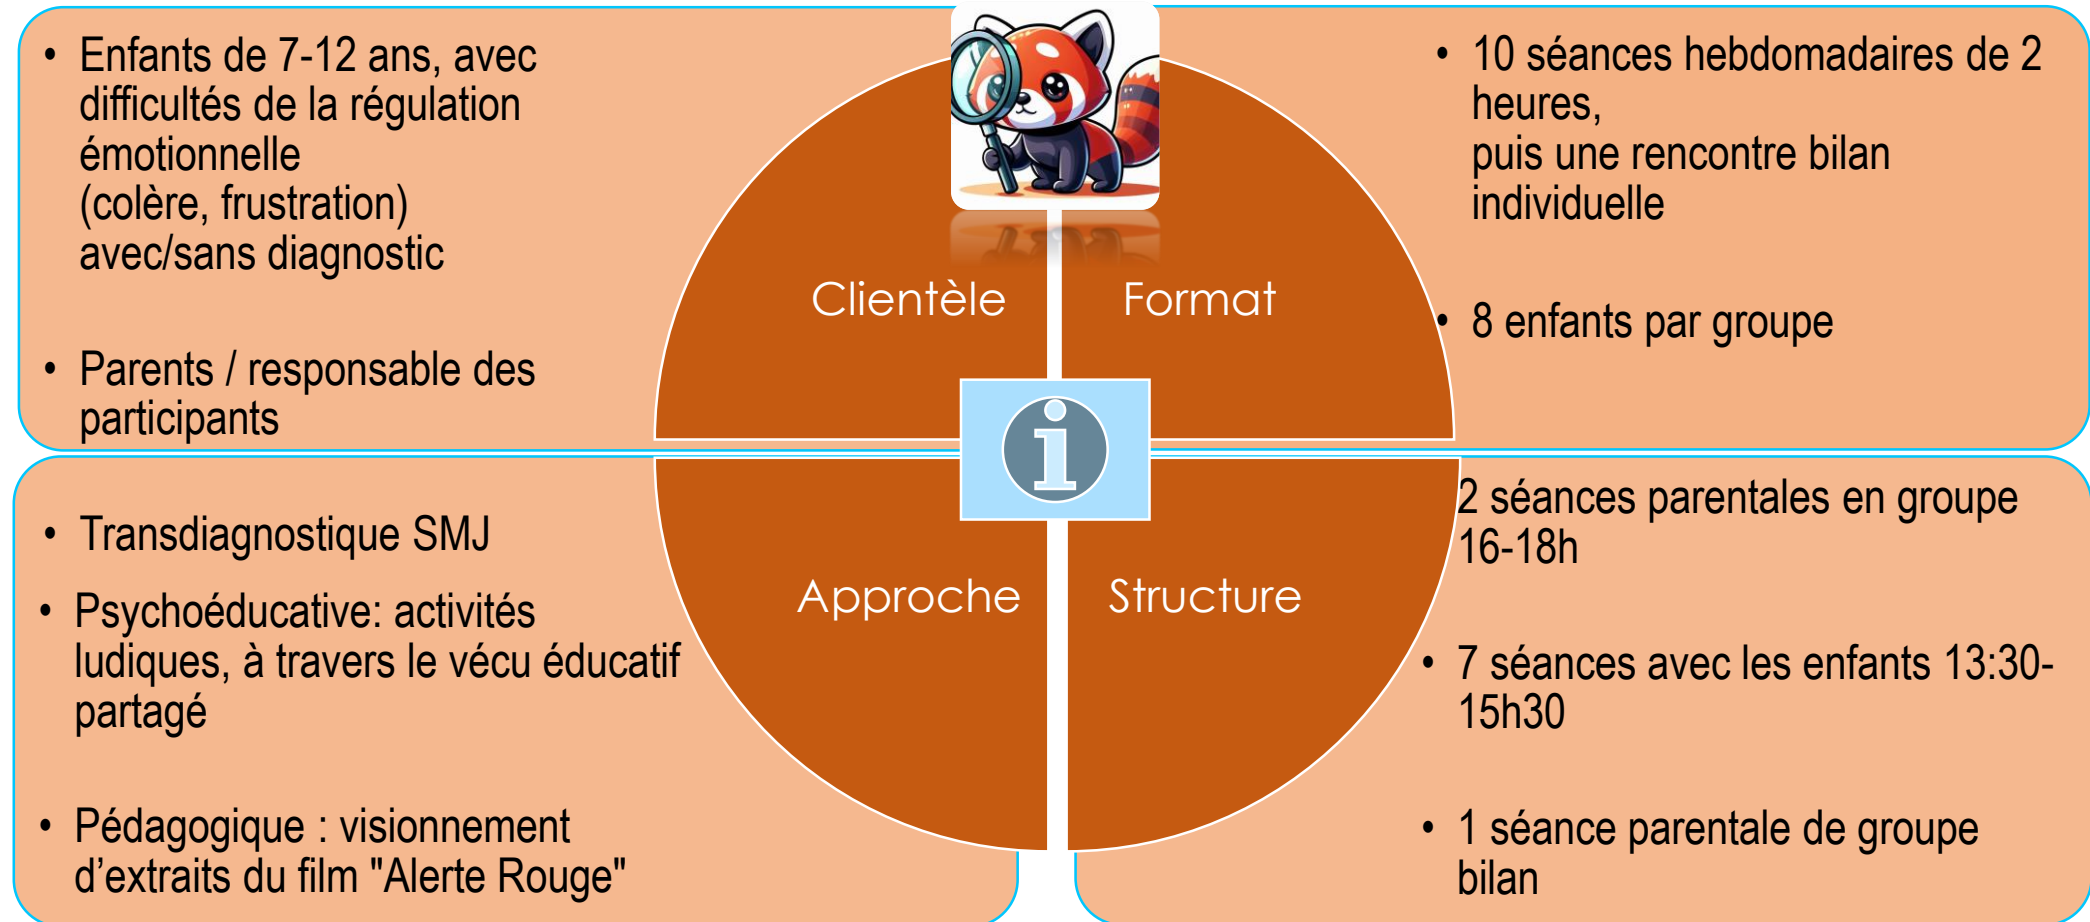 • Enfants de 7-12 ans, avec
difficultés de la régulation
émotionnelle
(colère, frustration)
avec/sans diagnostic
• Parents / responsable des
participants
Clientèle
Format
• 10 séances hebdomadaires de 2
heures,
puis une rencontre bilan
individuelle
• 8 enfants par groupe
• Transdiagnostique SMJ
• Psychoéducative: activités
ludiques, à travers le vécu éducatif
partagé
• Pédagogique : visionnement
d’extraits du film "Alerte Rouge"
Approche
Structure
2 séances parentales en groupe
16-18h
• 7 séances avec les enfants 13:30-
15h30
• 1 séance parentale de groupe
bilan